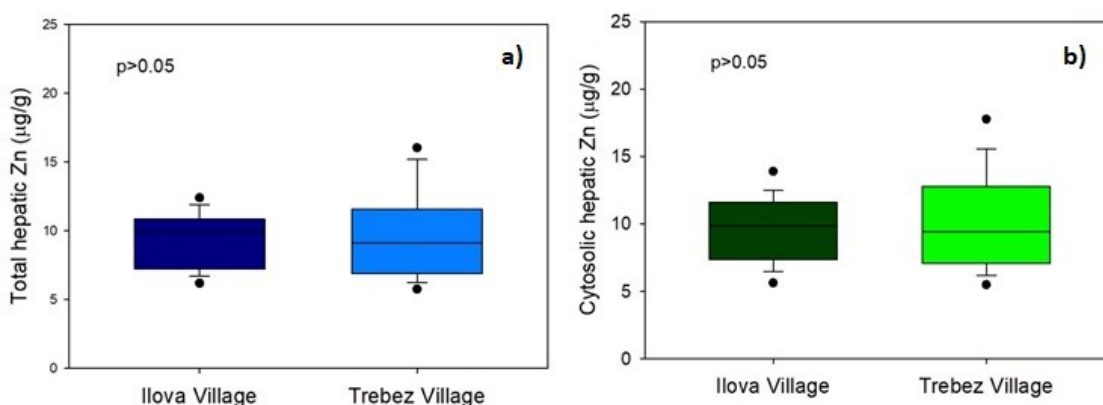 a)
p>0.05
Total hepatic Zn (µg/g)
25
20
15
10
5
0
Ilova Village
Trebez Village
b)
p>0.05
Cytosolic hepatic Zn (µg/g)
25
20
15
10
5
0
Ilova Village
Trebez Village